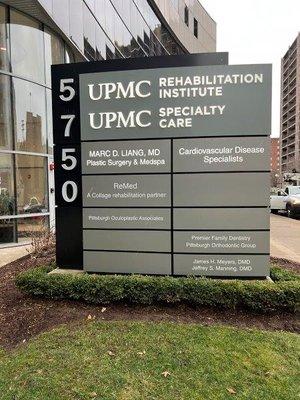 5750
UPMC REHABILITATION
INSTITUTE
UPMC SPECIALTY
CARE
MARC D. LIANG, MD
Plastic Surgery & Medspa
Cardiovascular Disease
Specialists
ReMed
A Collage rehabilitation partner
Pittsburgh Oculoplastic Associates
Premier Family Dentistry
Pittsburgh Orthodontic Group
James H. Meyers, DMD
Jeffrey S. Manning, DMD